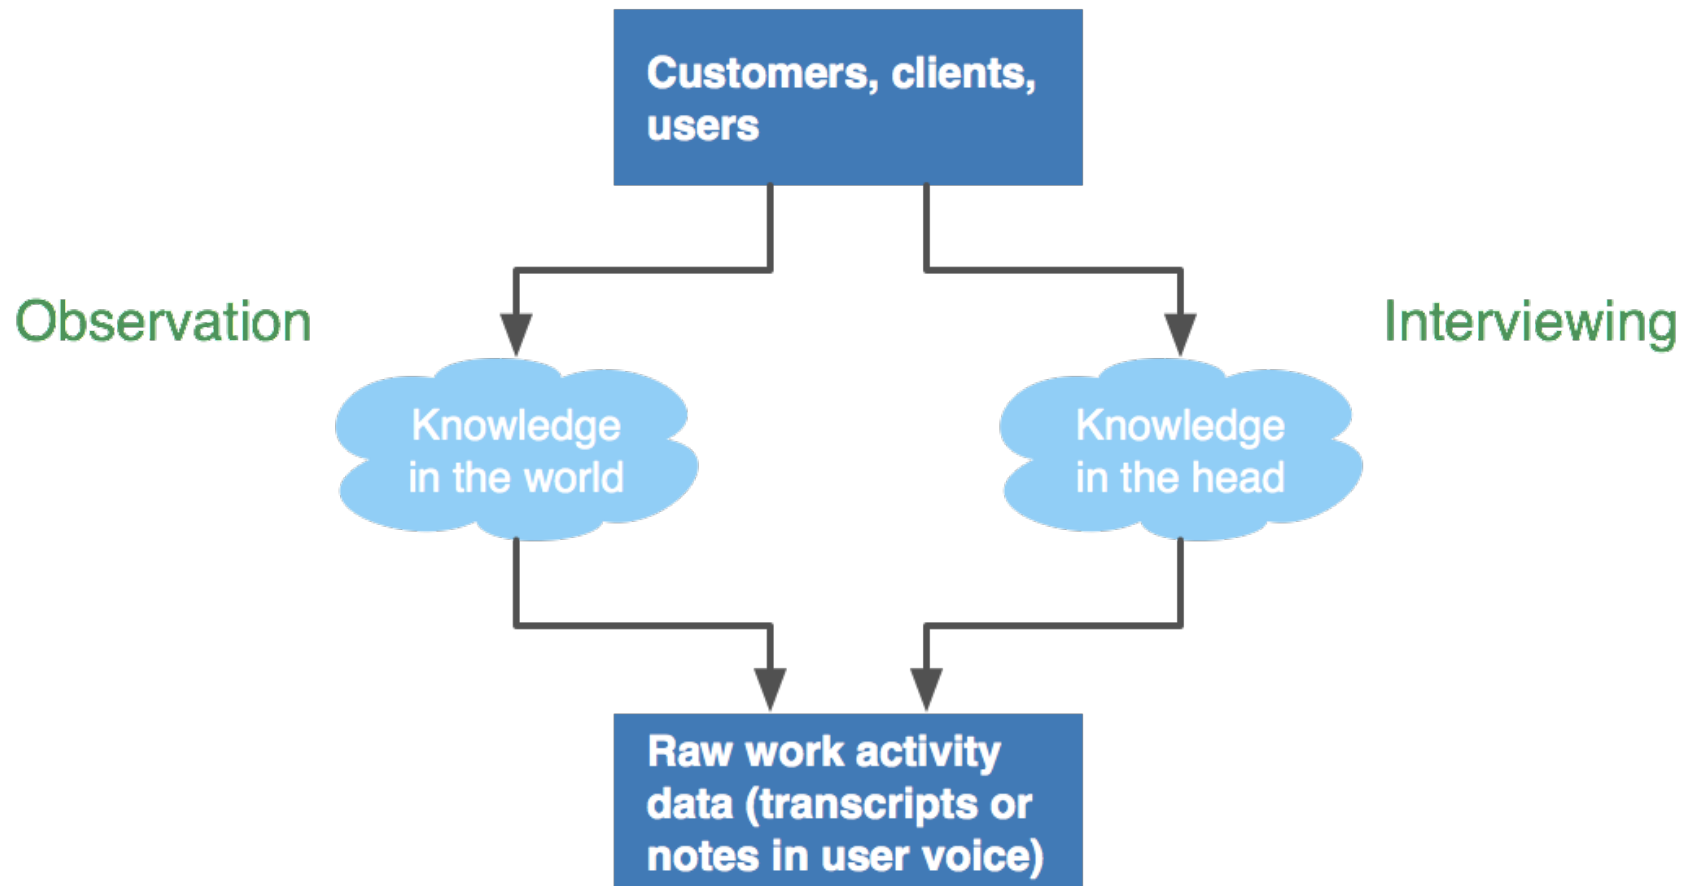 Customers, clients,
users
Observation
Interviewing
Knowledge
in the world
Knowledge
in the head
Raw work activity
data (transcripts or
notes in user voice)